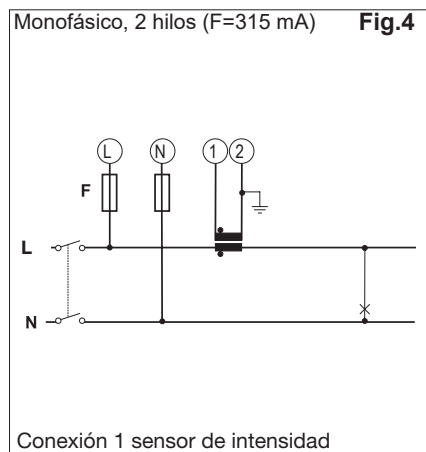 Monofásico, 2 hilos (F=315 mA) Fig.4
L N 1 2
F
L
N
Conexión 1 sensor de intensidad